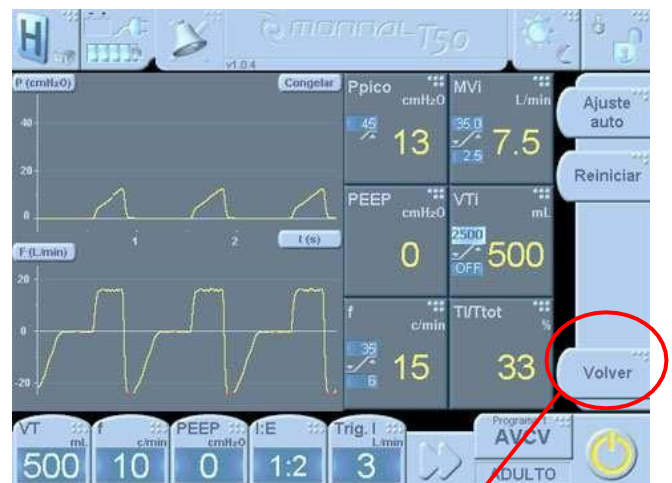 H
monnal T50
v1.0.4
P (cmH2O)
Congelar
40
20
0
1
2
t (s)
F (L/min)
20
0
-20
Ppico
cmH2O
45
13
MVi
L/min
35.0
2.5
7.5
PEEP
cmH2O
0
VTi
mL
2500
OFF
500
f
c/min
35
6
15
TI/Ttot
%
33
Ajuste
auto
Reiniciar
Volver
VT
mL
500
f
c/min
10
PEEP
cmH2O
0
I:E
1:2
Trig. I
L/min
3
AVCV
ADULTO